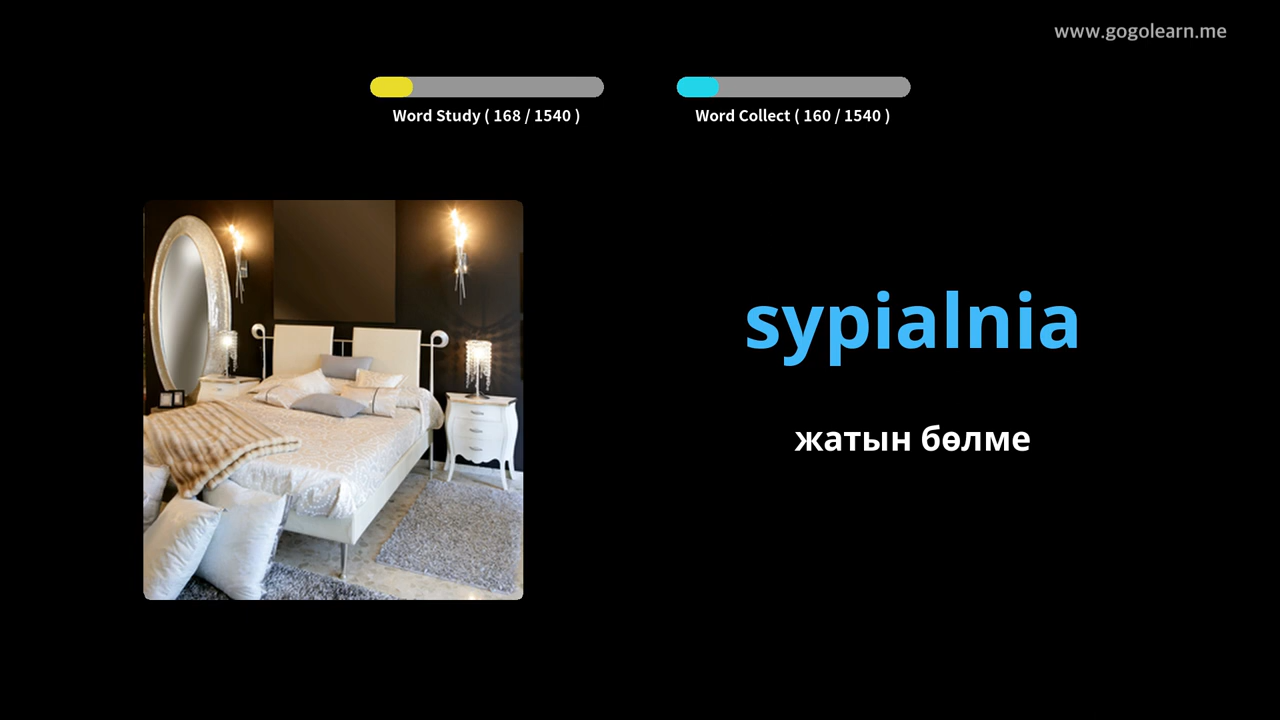 www.gogolearn.me
Word Study ( 168 / 1540 )
Word Collect ( 160 / 1540 )
sypialnia
жатын бөлме